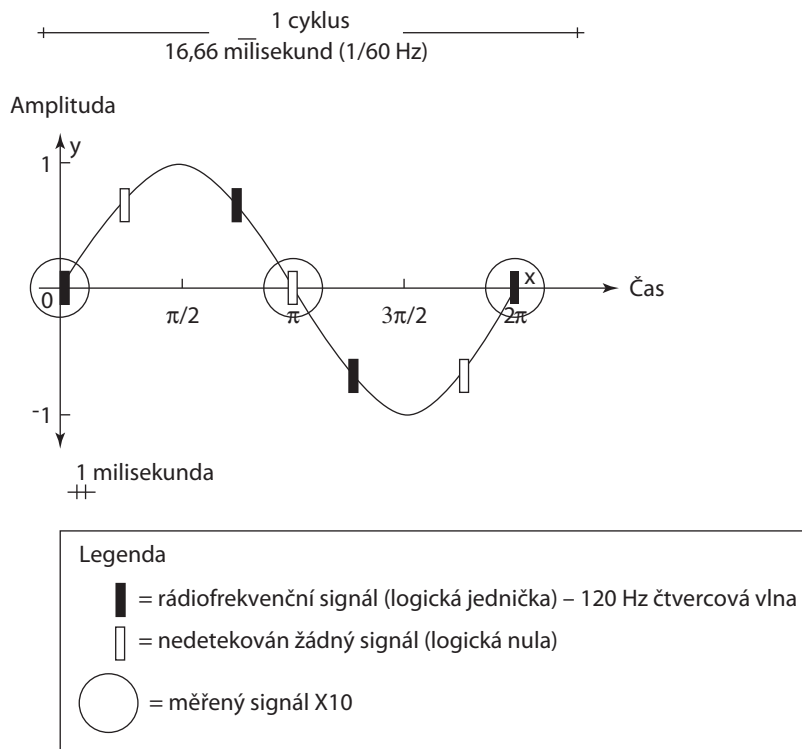 1 cyklus
16,66 milisekund (1/60 Hz)
Amplituda
y
1
x
Čas
0
π/2
π
3π/2
2π
-1
1 milisekunda
Legenda
= rádiofrekvenční signál (logická jednička) – 120 Hz čtvercová vlna
= nedetekován žádný signál (logická nula)
= měřený signál X10